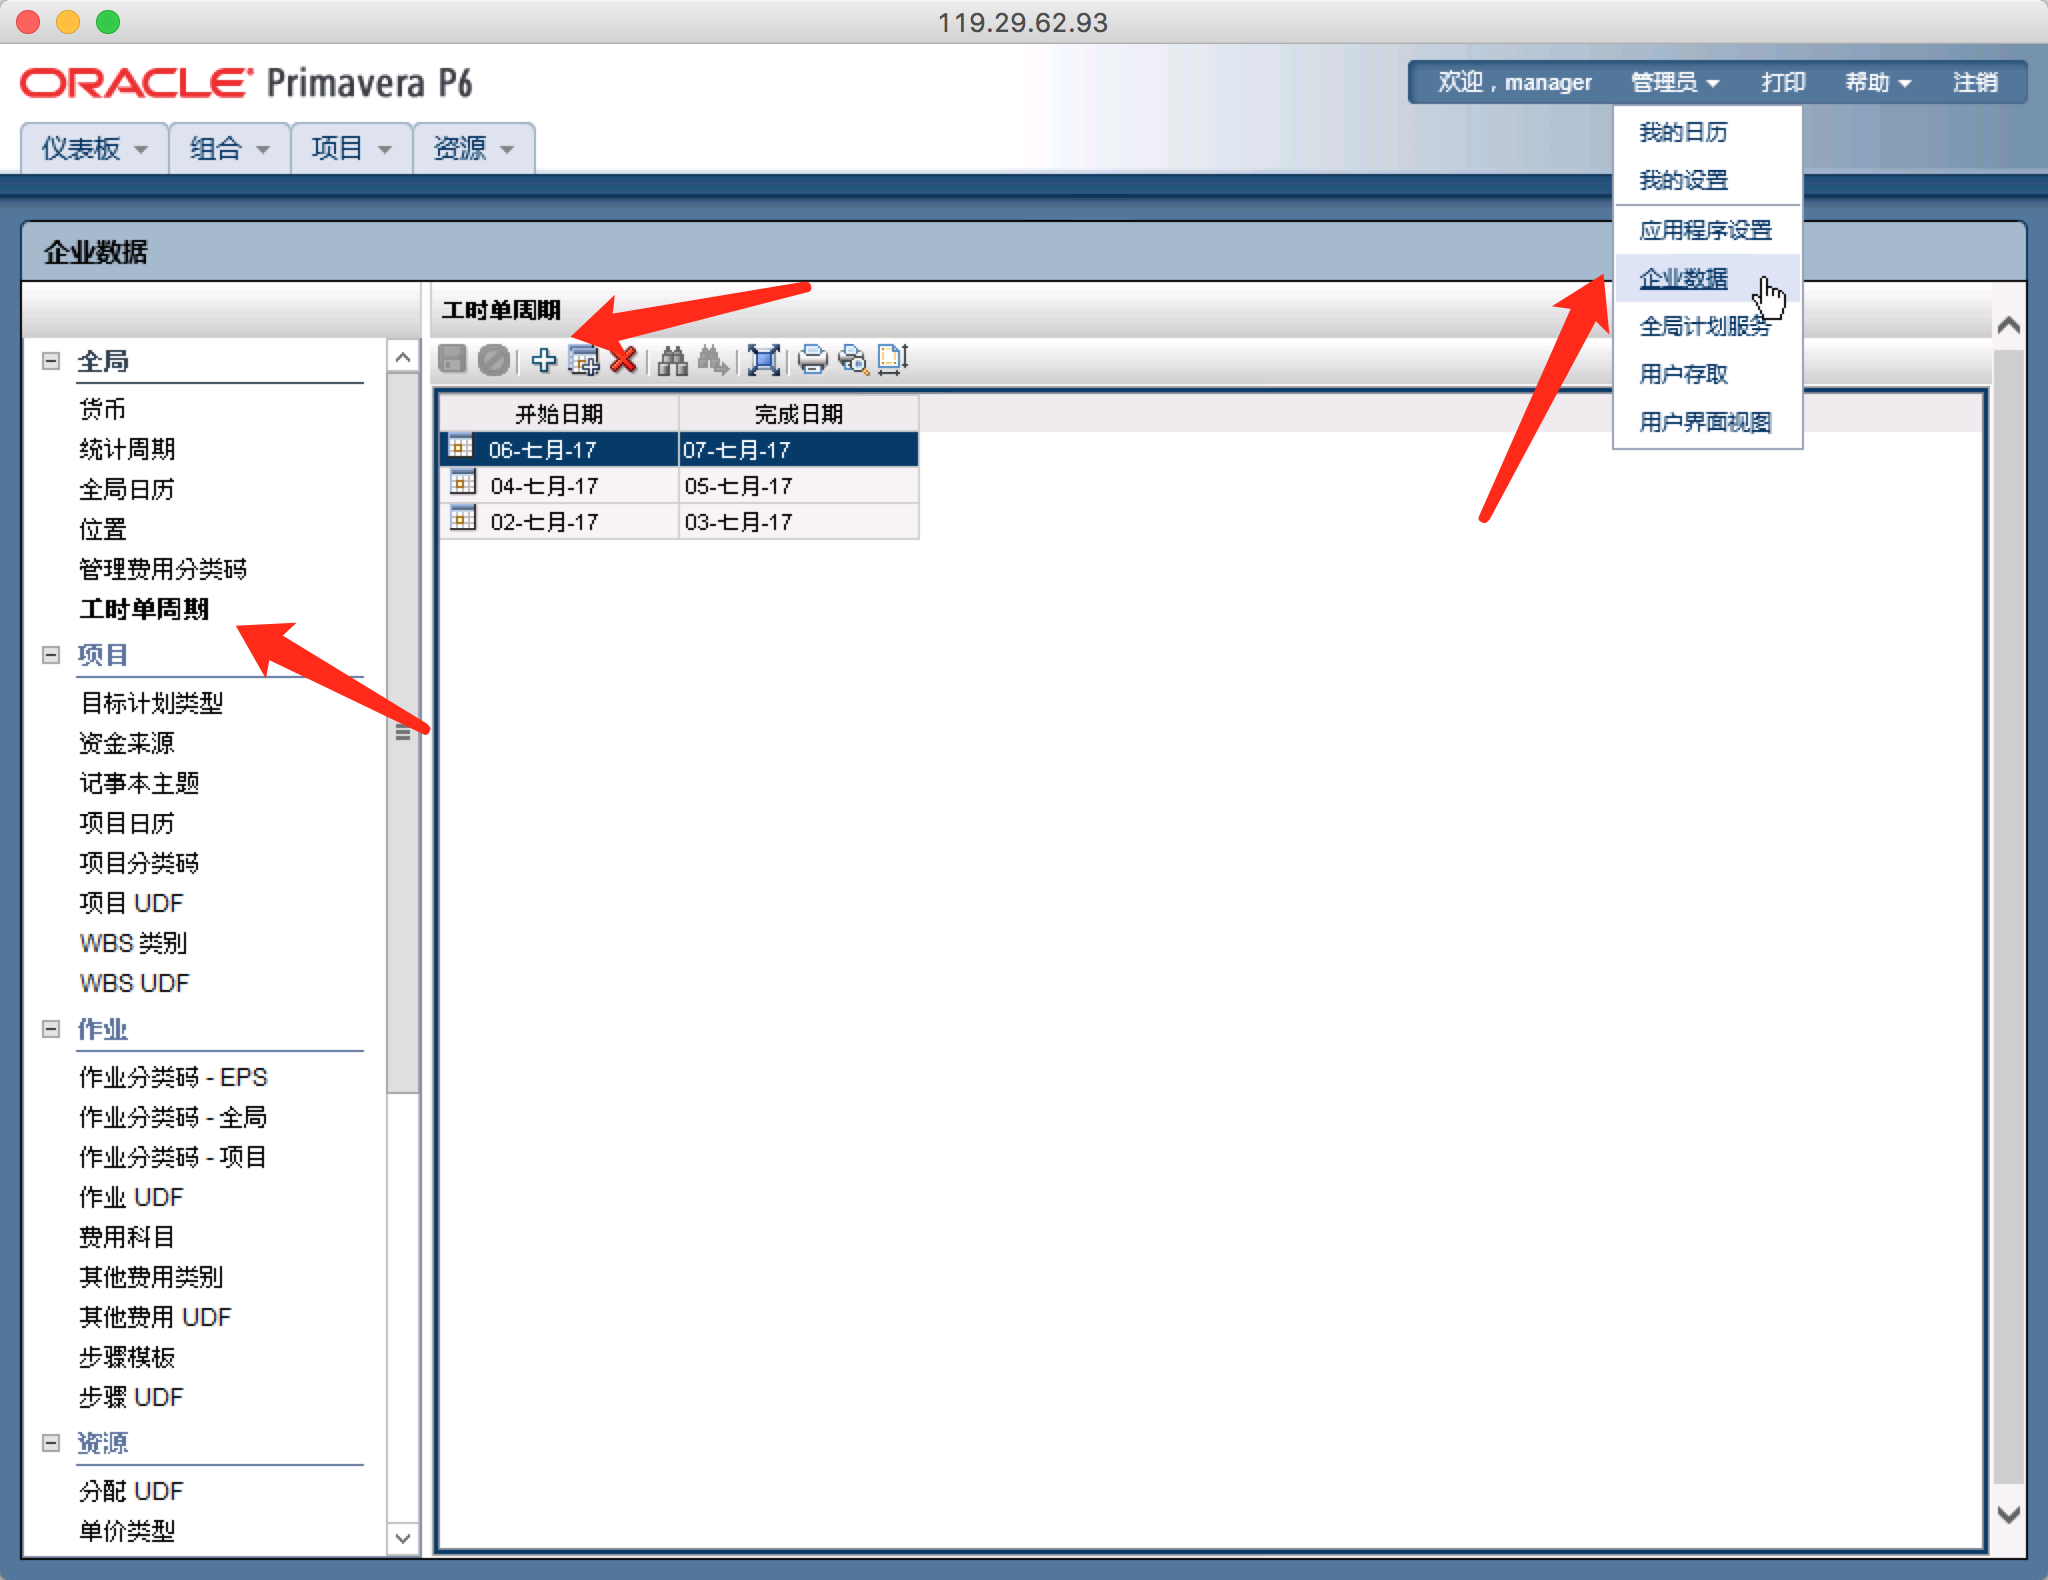 119.29.62.93
ORACLE Primavera P6
欢迎，manager 管理员 打印 帮助 注销
仪表板 组合 项目 资源
我的日历
我的设置
应用程序设置
企业数据
全局计划服务
用户存取
用户界面视图
企业数据
工时单周期
开始日期 完成日期
06-七月-17 07-七月-17
04-七月-17 05-七月-17
02-七月-17 03-七月-17
全局
货币
统计周期
全局日历
位置
管理费用分类码
工时单周期
项目
目标计划类型
资金来源
记事本主题
项目日历
项目分类码
项目 UDF
WBS 类别
WBS UDF
作业
作业分类码 - EPS
作业分类码 - 全局
作业分类码 - 项目
作业 UDF
费用科目
其他费用类别
其他费用 UDF
步骤模板
步骤 UDF
资源
分配 UDF
单价类型